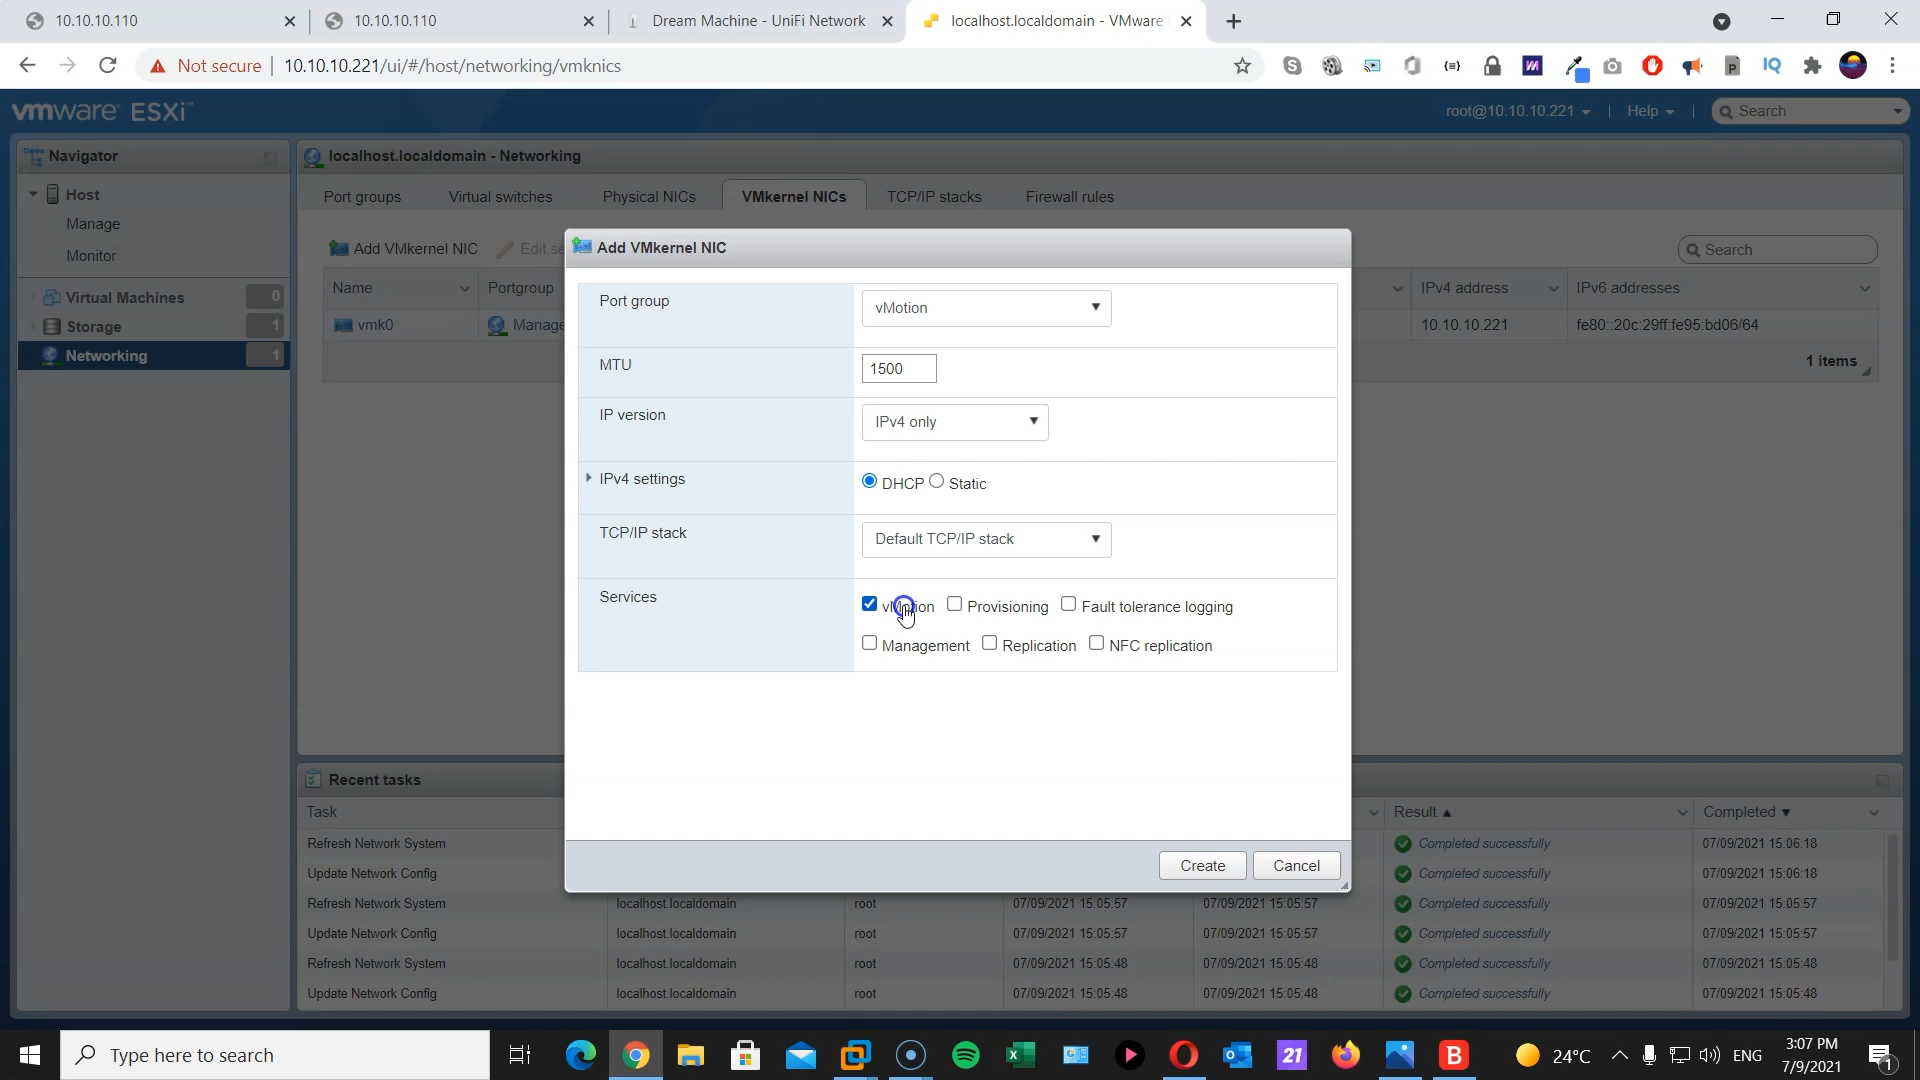 10.10.10.110
10.10.10.110
Dream Machine - UniFi Network
localhost.localdomain - VMware
Not secure
10.10.10.221/ui/#/host/networking/vmknics
vmware ESXi™
root@10.10.10.221
Help
Search
Navigator
localhost.localdomain - Networking
Host
Manage
Monitor
Virtual Machines 0
Storage 1
Networking 1
Port groups
Virtual switches
Physical NICs
VMkernel NICs
TCP/IP stacks
Firewall rules
Add VMkernel NIC
Edit se
Search
Name
Portgroup
IPv4 address
IPv6 addresses
vmk0
Manage
10.10.10.221
fe80::20c:29ff:fe95:bd06/64
1 items
Add VMkernel NIC
Port group
vMotion
MTU
1500
IP version
IPv4 only
IPv4 settings
DHCP
Static
TCP/IP stack
Default TCP/IP stack
Services
vMotion
Provisioning
Fault tolerance logging
Management
Replication
NFC replication
Create
Cancel
Recent tasks
Task
Result
Completed
Refresh Network System
Completed successfully
07/09/2021 15:06:18
Update Network Config
Completed successfully
07/09/2021 15:06:18
Refresh Network System
localhost.localdomain
root
07/09/2021 15:05:57
07/09/2021 15:05:57
Completed successfully
07/09/2021 15:05:57
Update Network Config
localhost.localdomain
root
07/09/2021 15:05:57
07/09/2021 15:05:57
Completed successfully
07/09/2021 15:05:57
Refresh Network System
localhost.localdomain
root
07/09/2021 15:05:48
07/09/2021 15:05:48
Completed successfully
07/09/2021 15:05:48
Update Network Config
localhost.localdomain
root
07/09/2021 15:05:48
07/09/2021 15:05:48
Completed successfully
07/09/2021 15:05:48
Type here to search
21
B
24°C
ENG
3:07 PM
7/9/2021
1